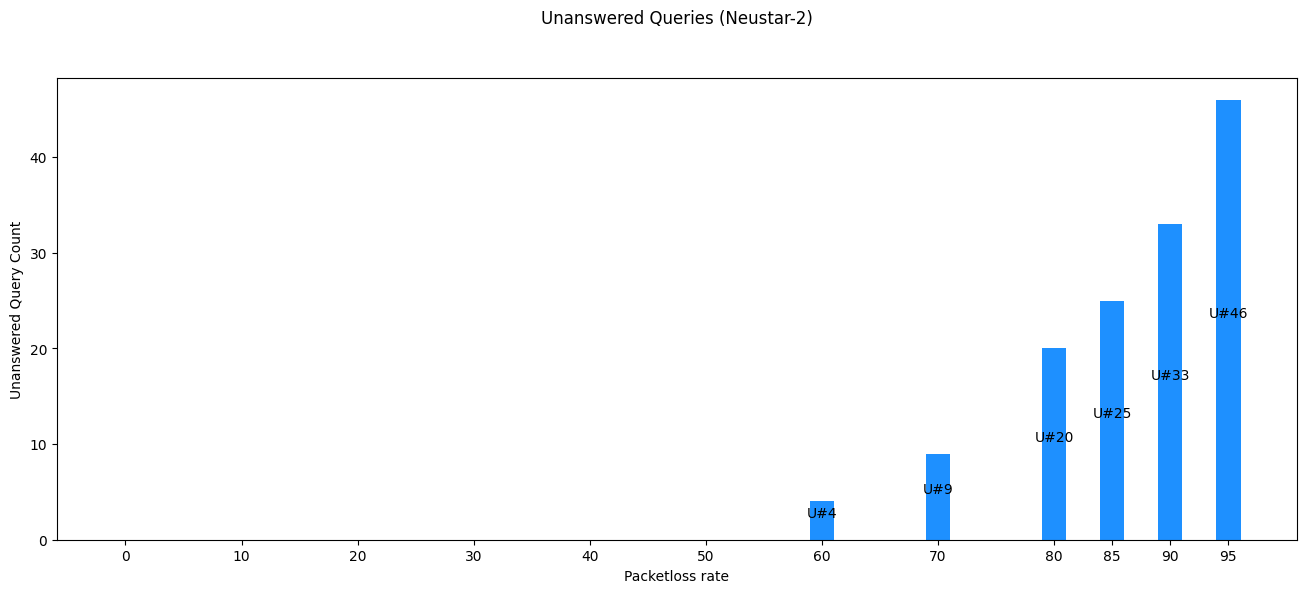 Unanswered Queries (Neustar-2)
Unanswered Query Count
40
30
20
10
0
U#4
U#9
U#20
U#25
U#33
U#46
0 10 20 30 40 50 60 70 80 85 90 95
Packetloss rate